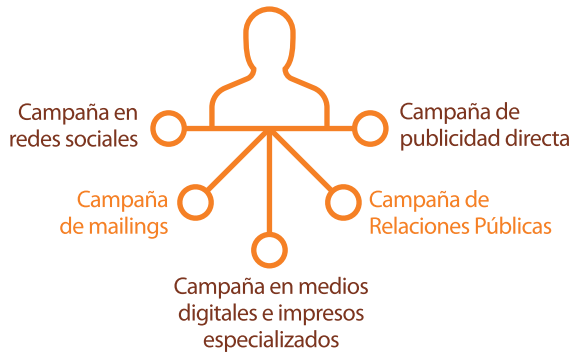 Campaña en
redes sociales
Campaña de
publicidad directa
Campaña
de mailings
Campaña de
Relaciones Públicas
Campaña en medios
digitales e impresos
especializados